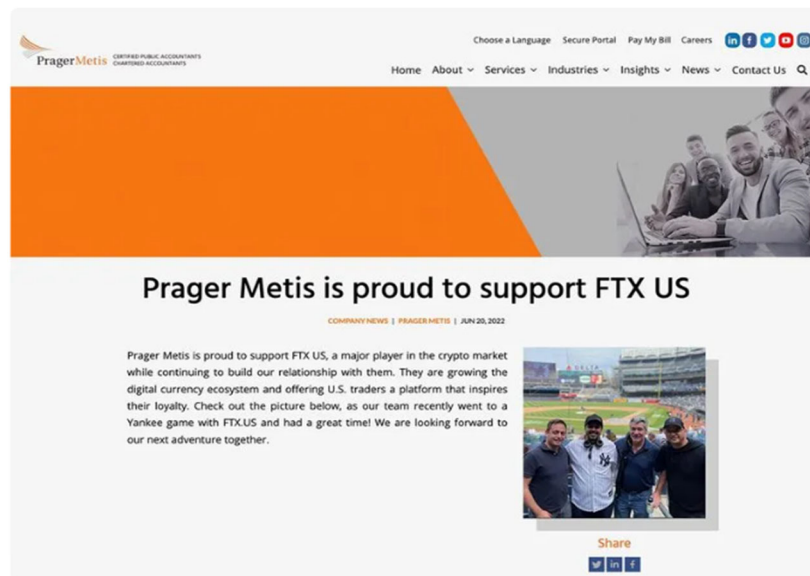 Choose a Language Secure Portal Pay My Bill Careers
PragerMetis CERTIFIED PUBLIC ACCOUNTANTS
CHARTERED ACCOUNTANTS
Home About Services Industries Insights News Contact Us
Prager Metis is proud to support FTX US
COMPANY NEWS | PRAGER METIS | JUN 20, 2022
Prager Metis is proud to support FTX US, a major player in the crypto market
while continuing to build our relationship with them. They are growing the
digital currency ecosystem and offering U.S. traders a platform that inspires
their loyalty. Check out the picture below, as our team recently went to a
Yankee game with FTX.US and had a great time! We are looking forward to
our next adventure together.
DELTA
Share